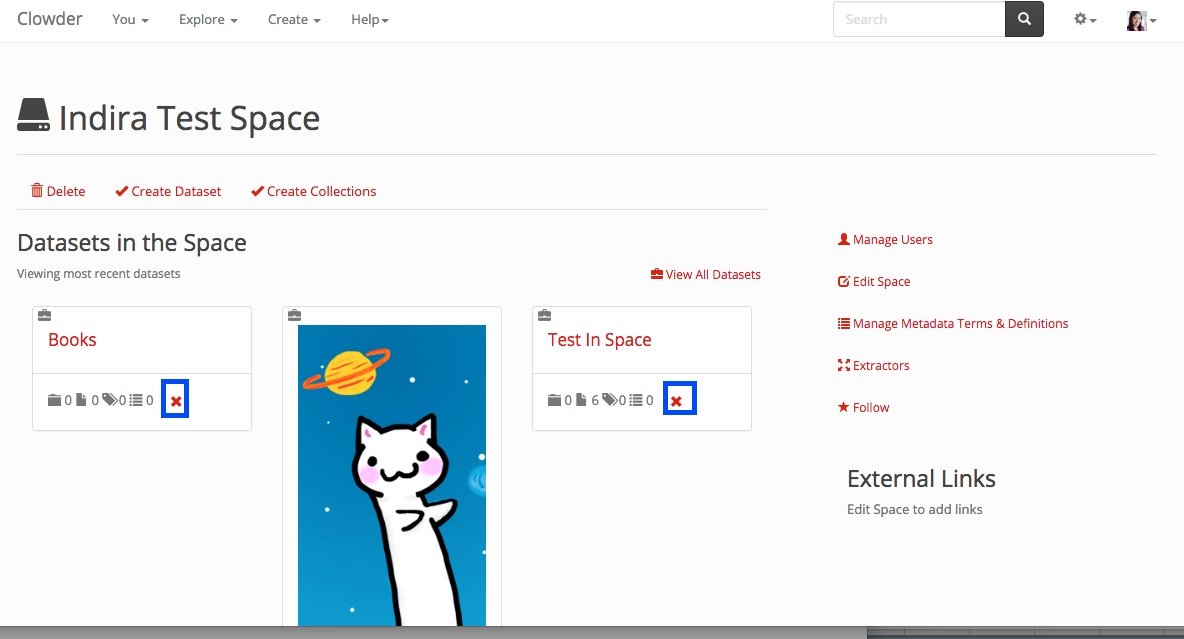 Clowder You Explore Create Help Search
Indira Test Space
Delete Create Dataset Create Collections
Datasets in the Space
Viewing most recent datasets
View All Datasets
Books
0 0 0 0
Test In Space
0 6 0 0
Manage Users
Edit Space
Manage Metadata Terms & Definitions
Extractors
Follow
External Links
Edit Space to add links